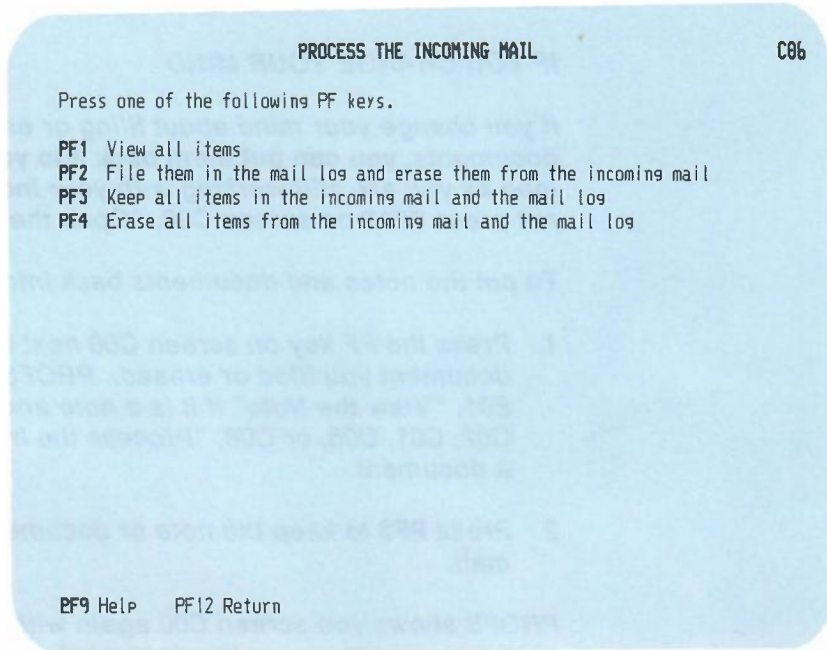 PROCESS THE INCOMING MAIL C06
Press one of the following PF keys.
PF1 View all items
PF2 File them in the mail log and erase them from the incoming mail
PF3 Keep all items in the incoming mail and the mail log
PF4 Erase all items from the incoming mail and the mail log
PF9 Help PF12 Return